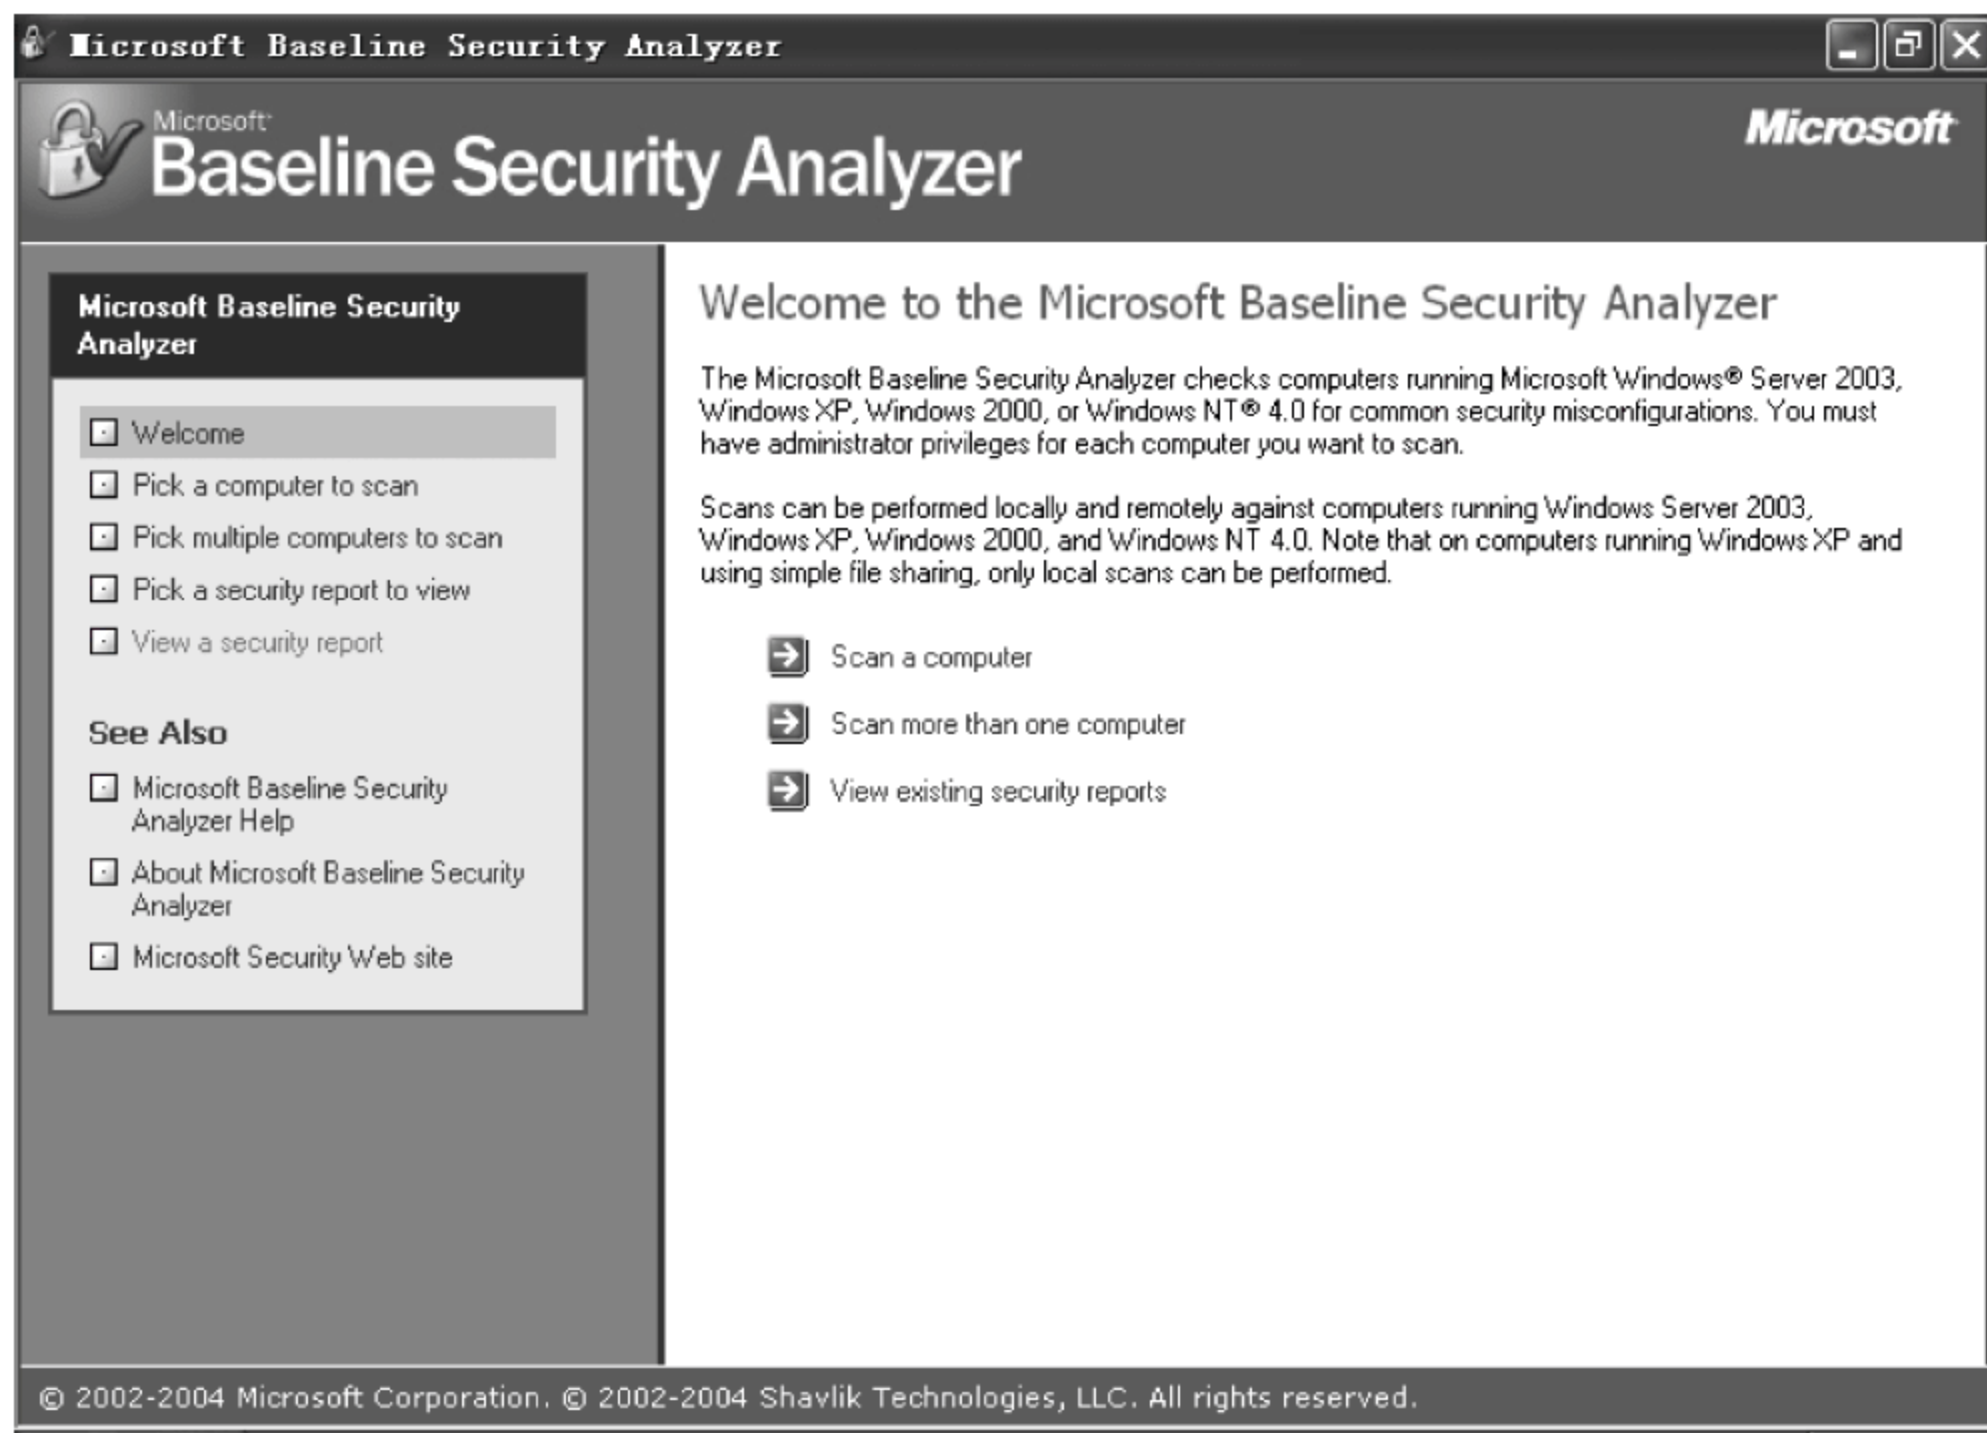 Microsoft Baseline Security Analyzer
Microsoft
Baseline Security Analyzer
Microsoft
Microsoft Baseline Security
Analyzer
Welcome
Pick a computer to scan
Pick multiple computers to scan
Pick a security report to view
View a security report
See Also
Microsoft Baseline Security
Analyzer Help
About Microsoft Baseline Security
Analyzer
Microsoft Security Web site
Welcome to the Microsoft Baseline Security Analyzer
The Microsoft Baseline Security Analyzer checks computers running Microsoft Windows® Server 2003,
Windows XP, Windows 2000, or Windows NT® 4.0 for common security misconfigurations. You must
have administrator privileges for each computer you want to scan.
Scans can be performed locally and remotely against computers running Windows Server 2003,
Windows XP, Windows 2000, and Windows NT 4.0. Note that on computers running Windows XP and
using simple file sharing, only local scans can be performed.
Scan a computer
Scan more than one computer
View existing security reports
© 2002-2004 Microsoft Corporation. © 2002-2004 Shavlik Technologies, LLC. All rights reserved.